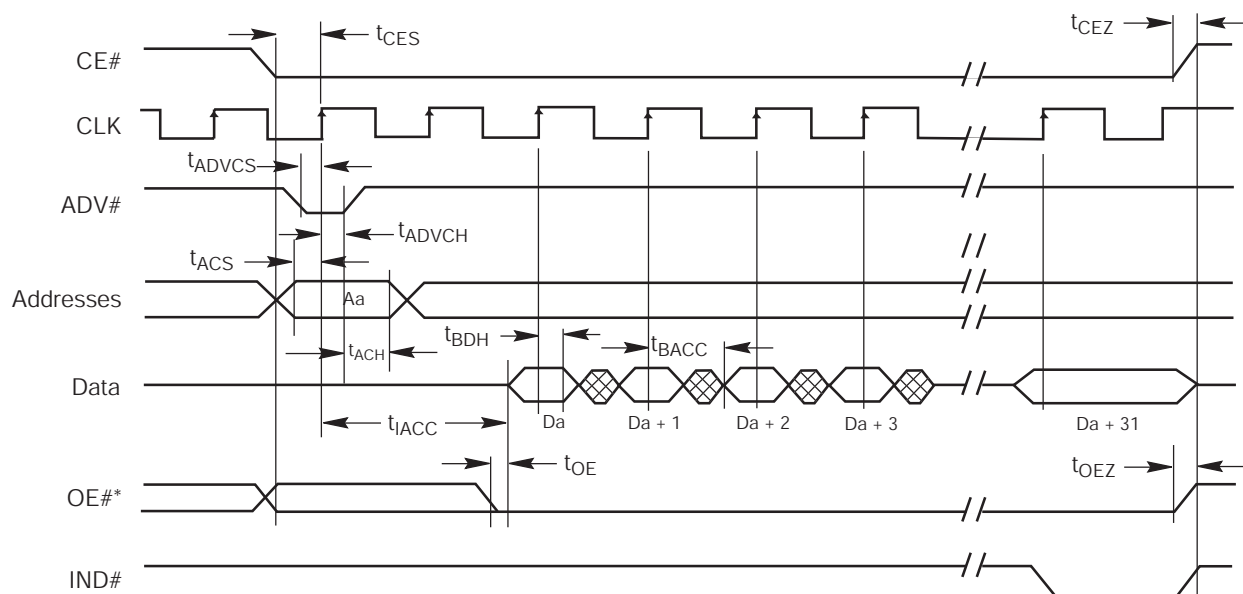 tCES
tCEZ
CE#
CLK
tADVCS
ADV#
tADVCH
tACS
Addresses
Aa
tBDH
tBACC
tACH
Data
Da
Da + 1
Da + 2
Da + 3
Da + 31
tIACC
tOE
tOEZ
OE#*
IND#